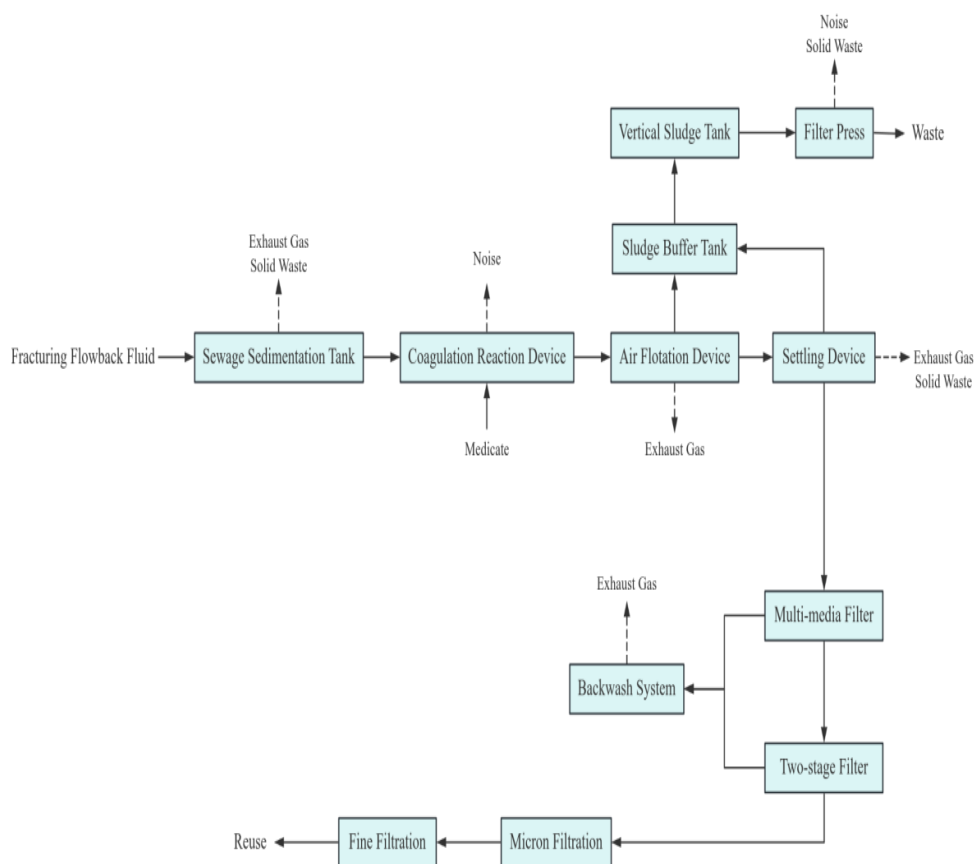 Noise
Solid Waste
Vertical Sludge Tank
Filter Press
Waste
Exhaust Gas
Solid Waste
Noise
Sludge Buffer Tank
Fracturing Flowback Fluid
Sewage Sedimentation Tank
Coagulation Reaction Device
Air Flotation Device
Settling Device
Exhaust Gas
Solid Waste
Medicate
Exhaust Gas
Exhaust Gas
Multi-media Filter
Backwash System
Two-stage Filter
Reuse
Fine Filtration
Micron Filtration